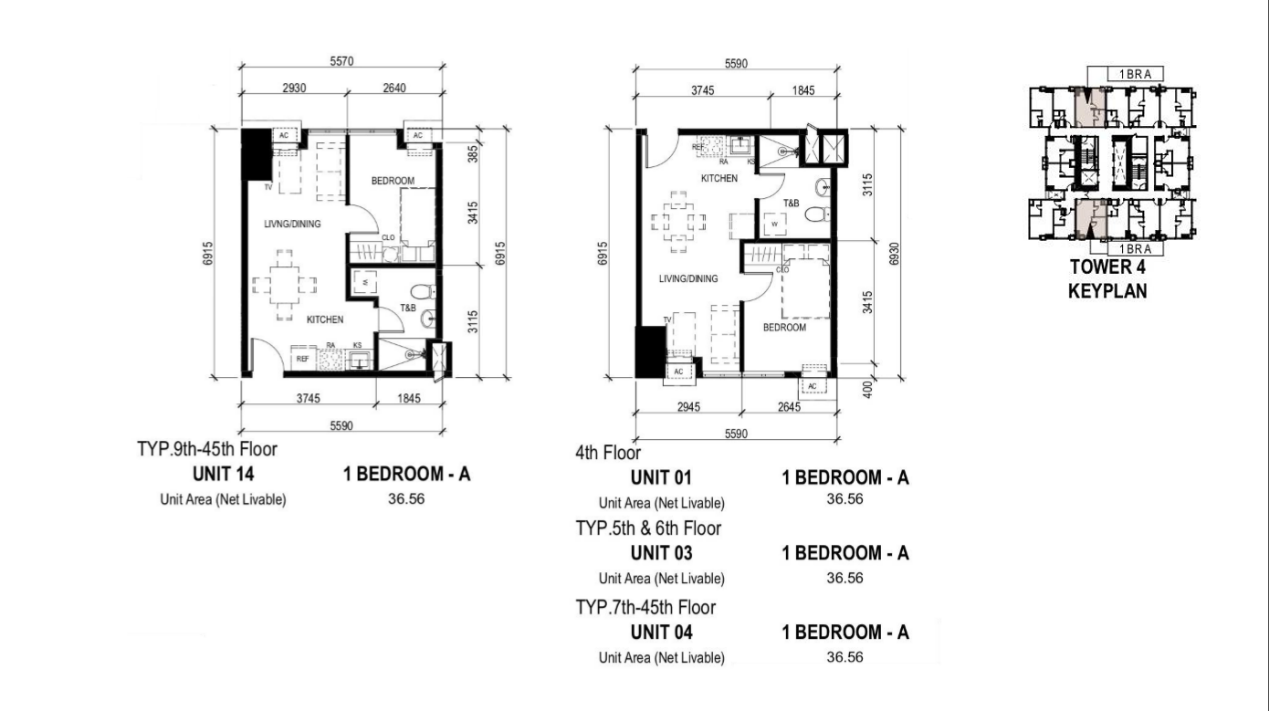 5570
2930 2640
AC AC
385
BEDROOM
TV
3415
LIVNG/DINING
6915
6915
CLO
W
T&B
KITCHEN
3115
RA KS
REF
3745 1845
5590
TYP.9th-45th Floor
UNIT 14 1 BEDROOM - A
Unit Area (Net Livable) 36.56
5590
3745 1845
REF
RA KS
KITCHEN
3115
T&B
W
6915
6930
LIVING/DINING
CLO
3415
TV
BEDROOM
AC
AC
400
2945 2645
5590
4th Floor
UNIT 01 1 BEDROOM - A
Unit Area (Net Livable) 36.56
TYP.5th & 6th Floor
UNIT 03 1 BEDROOM - A
Unit Area (Net Livable) 36.56
TYP.7th-45th Floor
UNIT 04 1 BEDROOM - A
Unit Area (Net Livable) 36.56
1BR A
1BR A
TOWER 4
KEYPLAN